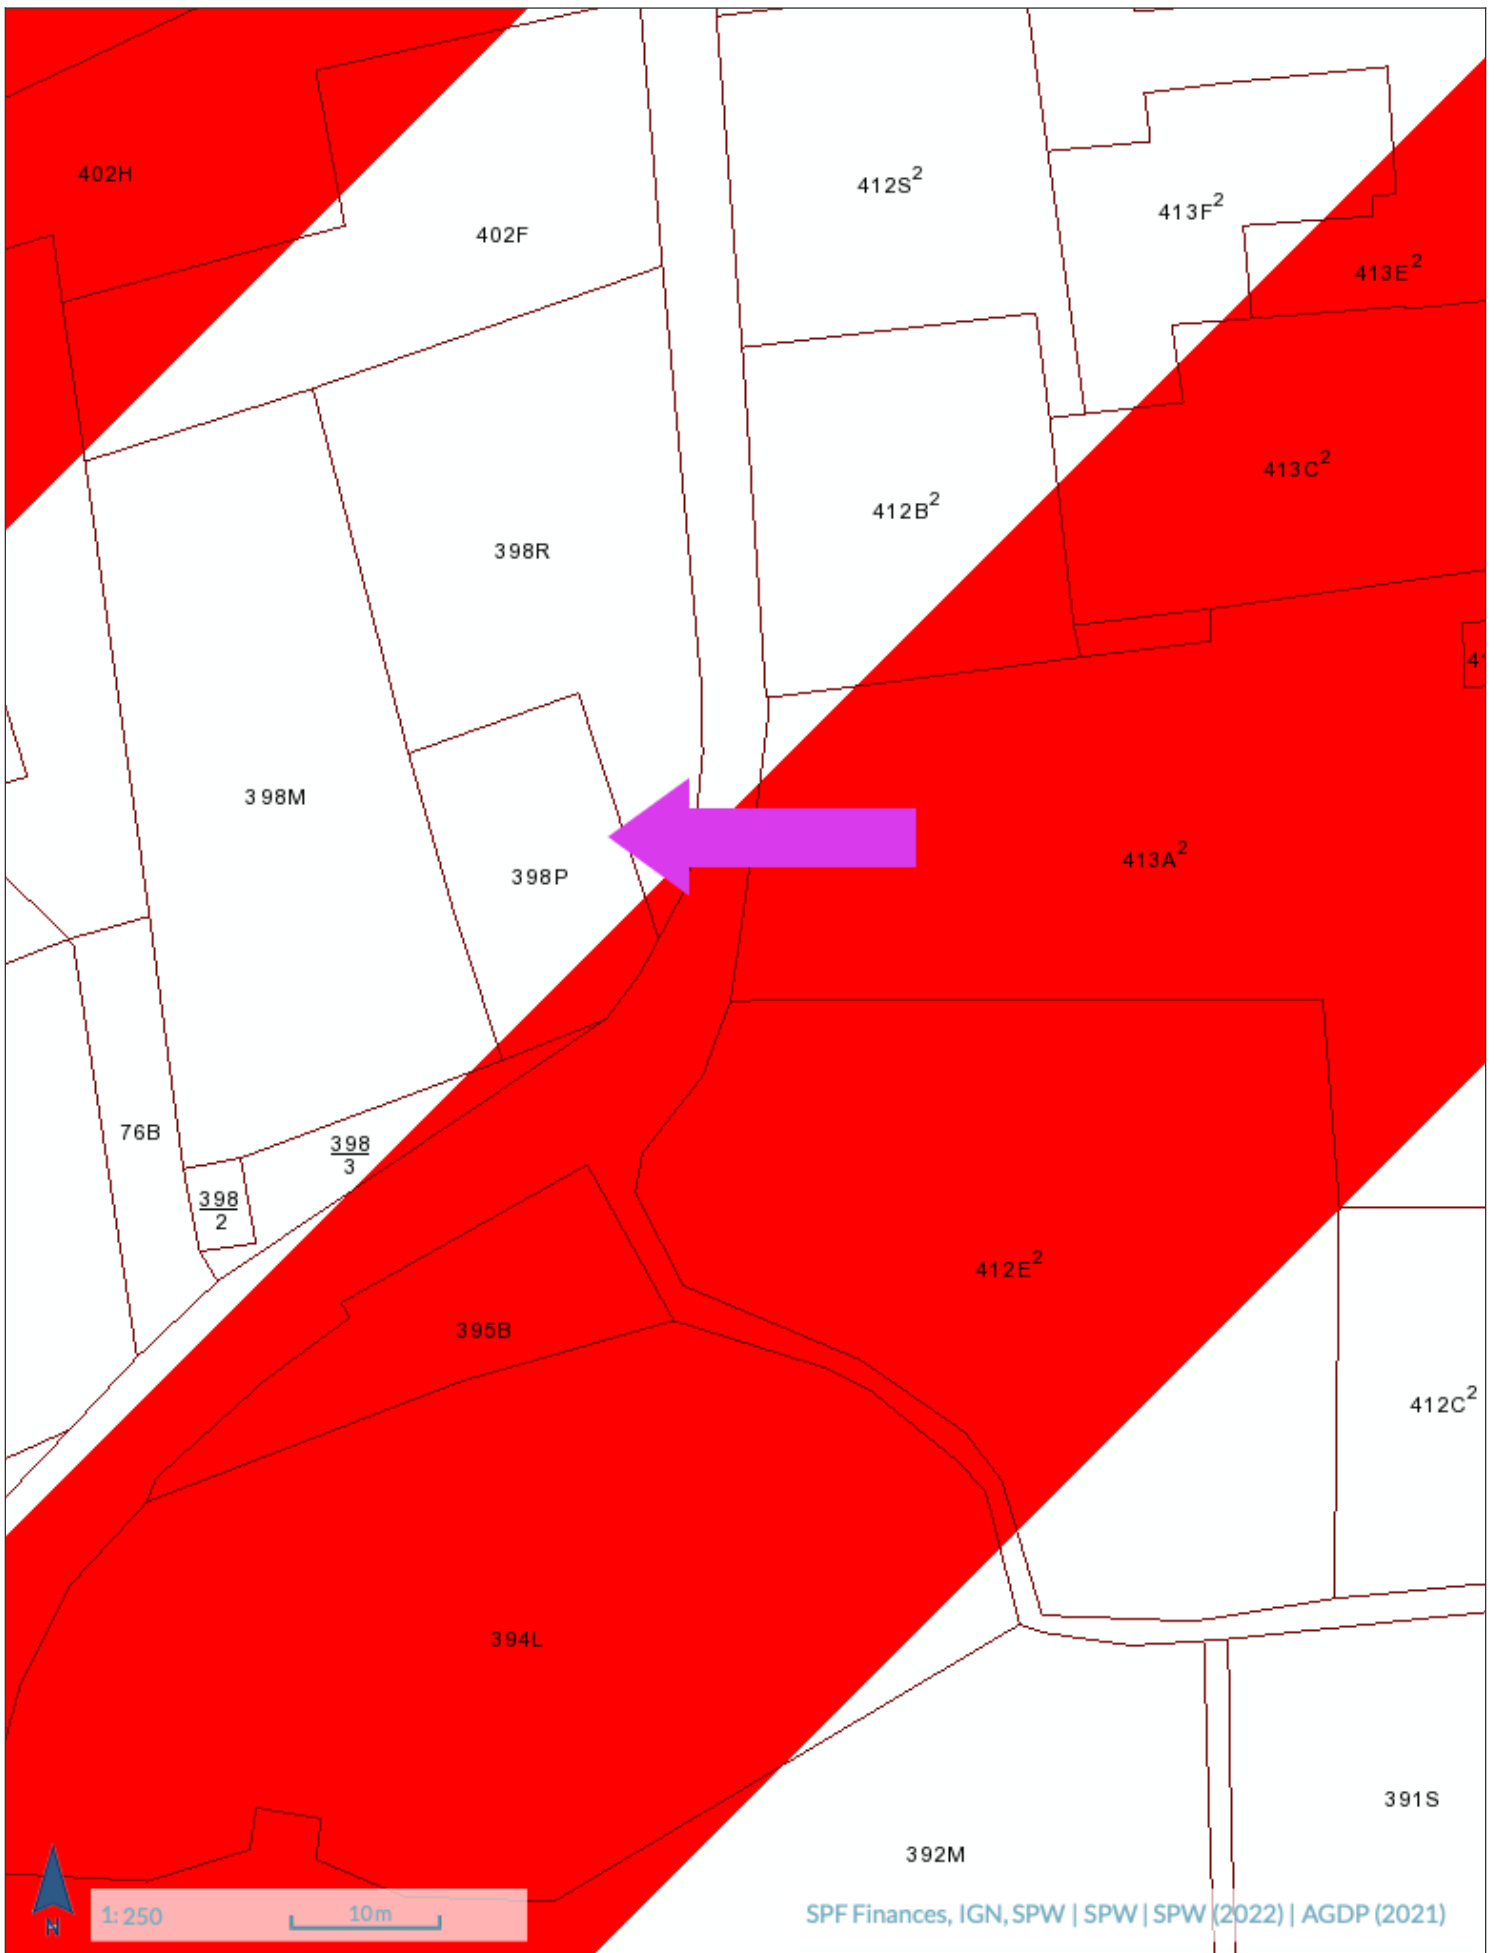 402H
412S²
413F²
402F
413E²
413C²
412B²
398R
398M
413A²
398P
76B
398
3
398
2
412E²
395B
412C²
394L
391S
392M
N
1: 250
10m
SPF Finances, IGN, SPW | SPW | SPW (2022) | AGDP (2021)